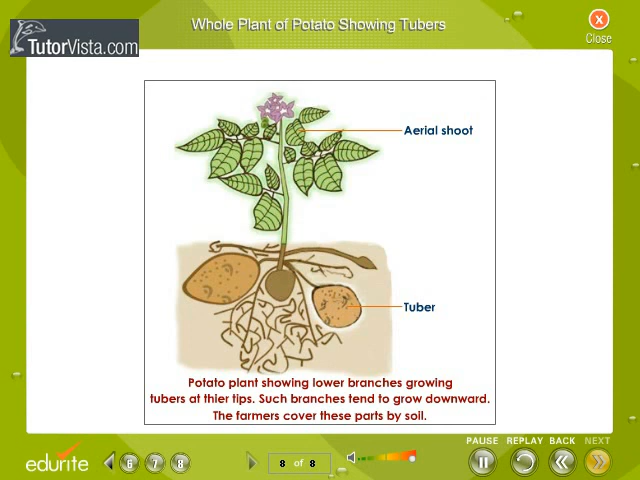 Whole Plant of Potato Showing Tubers
TutorVista.com
X
Close
Aerial shoot
Tuber
Potato plant showing lower branches growing
tubers at thier tips. Such branches tend to grow downward.
The farmers cover these parts by soil.
PAUSE REPLAY BACK NEXT
edurite
6 7 8
8 of 8